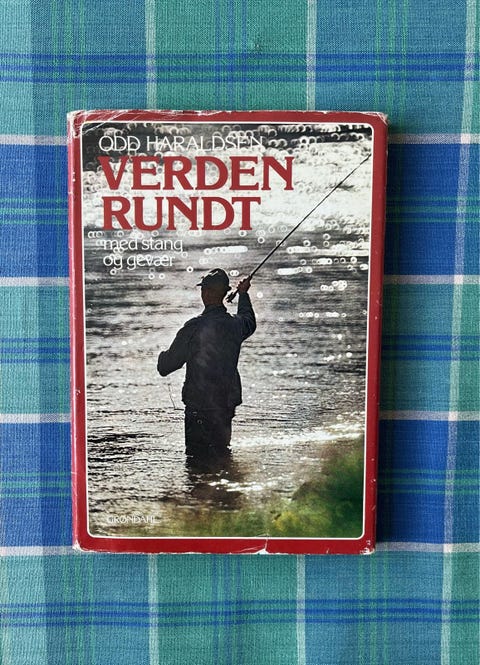 ODD HARALDSEN
VERDEN
RUNDT
med stang
og gevær
GRØNDAHL